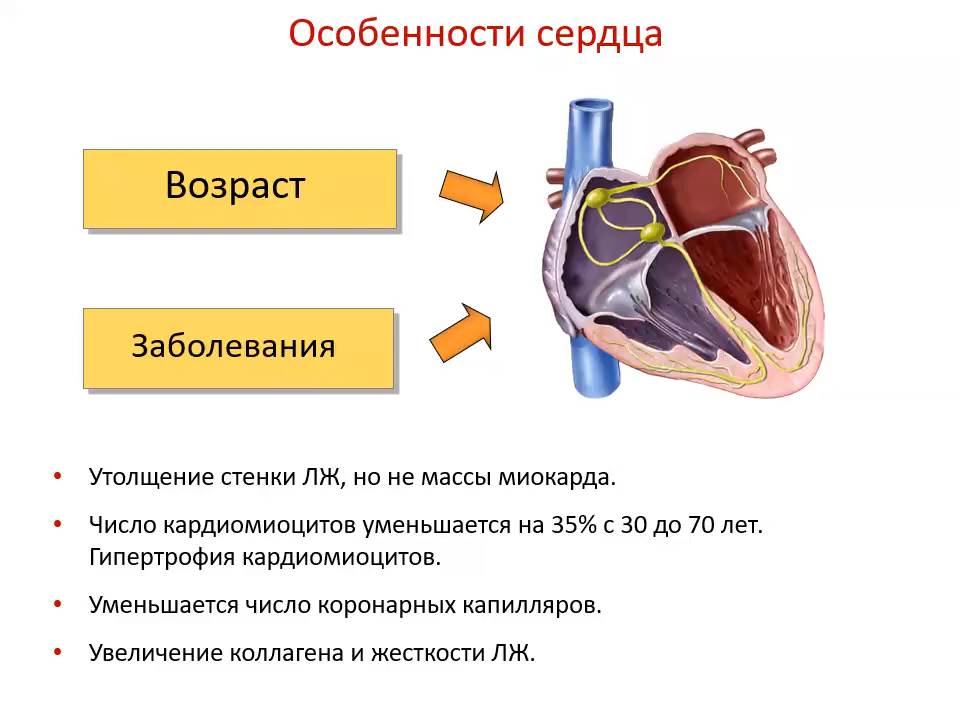 Особенности сердца
Возраст
Заболевания
• Утолщение стенки ЛЖ, но не массы миокарда.
• Число кардиомиоцитов уменьшается на 35% с 30 до 70 лет.
Гипертрофия кардиомиоцитов.
• Уменьшается число коронарных капилляров.
• Увеличение коллагена и жесткости ЛЖ.